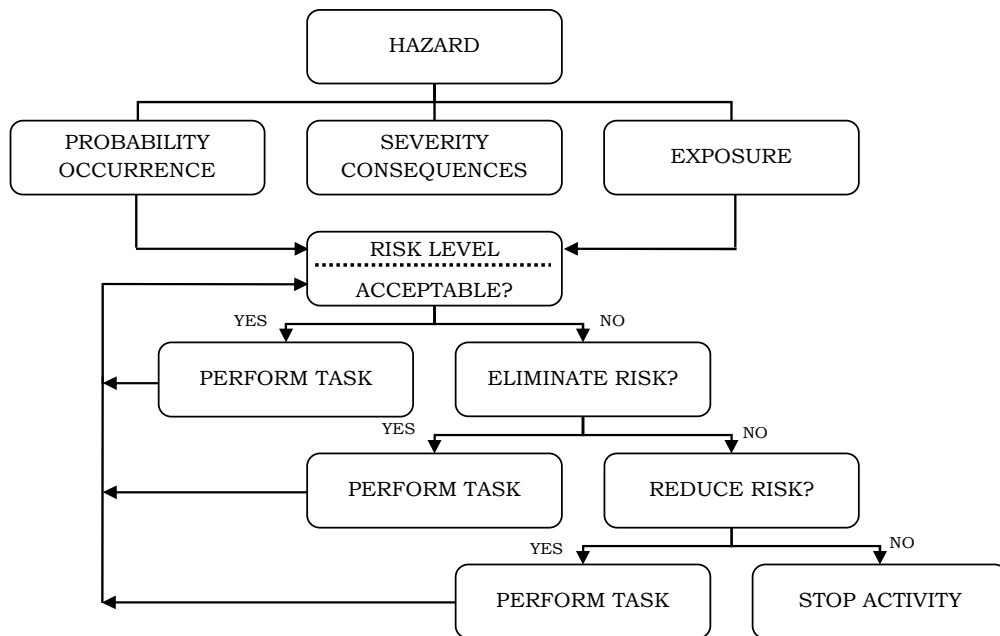 HAZARD
PROBABILITY
OCCURRENCE
SEVERITY
CONSEQUENCES
EXPOSURE
RISK LEVEL
ACCEPTABLE?
YES
NO
PERFORM TASK
ELIMINATE RISK?
YES
NO
PERFORM TASK
REDUCE RISK?
YES
NO
PERFORM TASK
STOP ACTIVITY